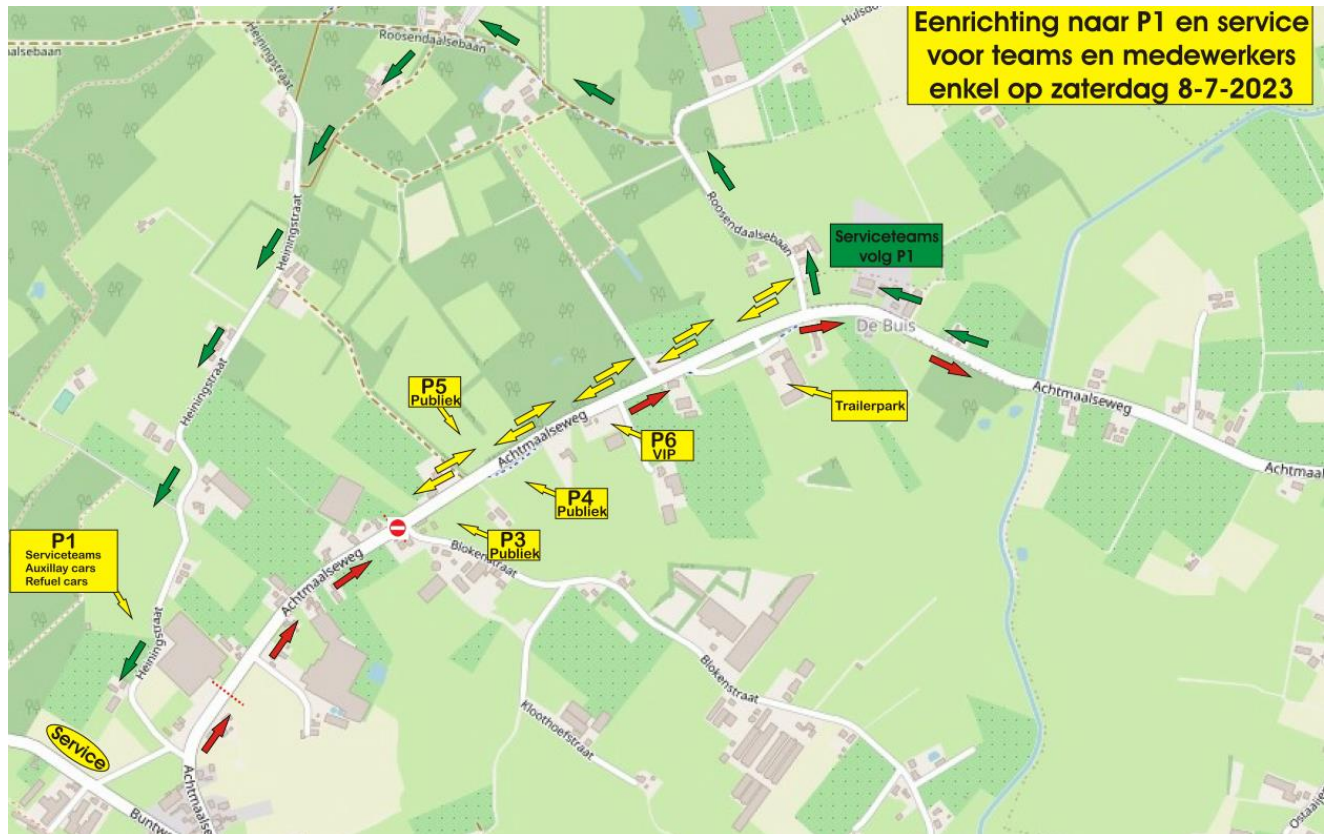 Eenrichting naar P1 en service
voor teams en medewerkers
enkel op zaterdag 8-7-2023
Heiningstraat
Roosendaalsebaan
Roosendaalsebaan
Serviceteams
volg P1
De Buis
Heiningstraat
Heiningstraat
P5
Publiek
Achtmaalseweg
P6
VIP
Trailerpark
Achtmaalseweg
P4
Publiek
P3
Publiek
Blokenstraat
P1
Serviceteams
Auxillay cars
Refuel cars
Achtmaalseweg
Heiningstraat
Blokenstraat
Kloothoefstraat
Service